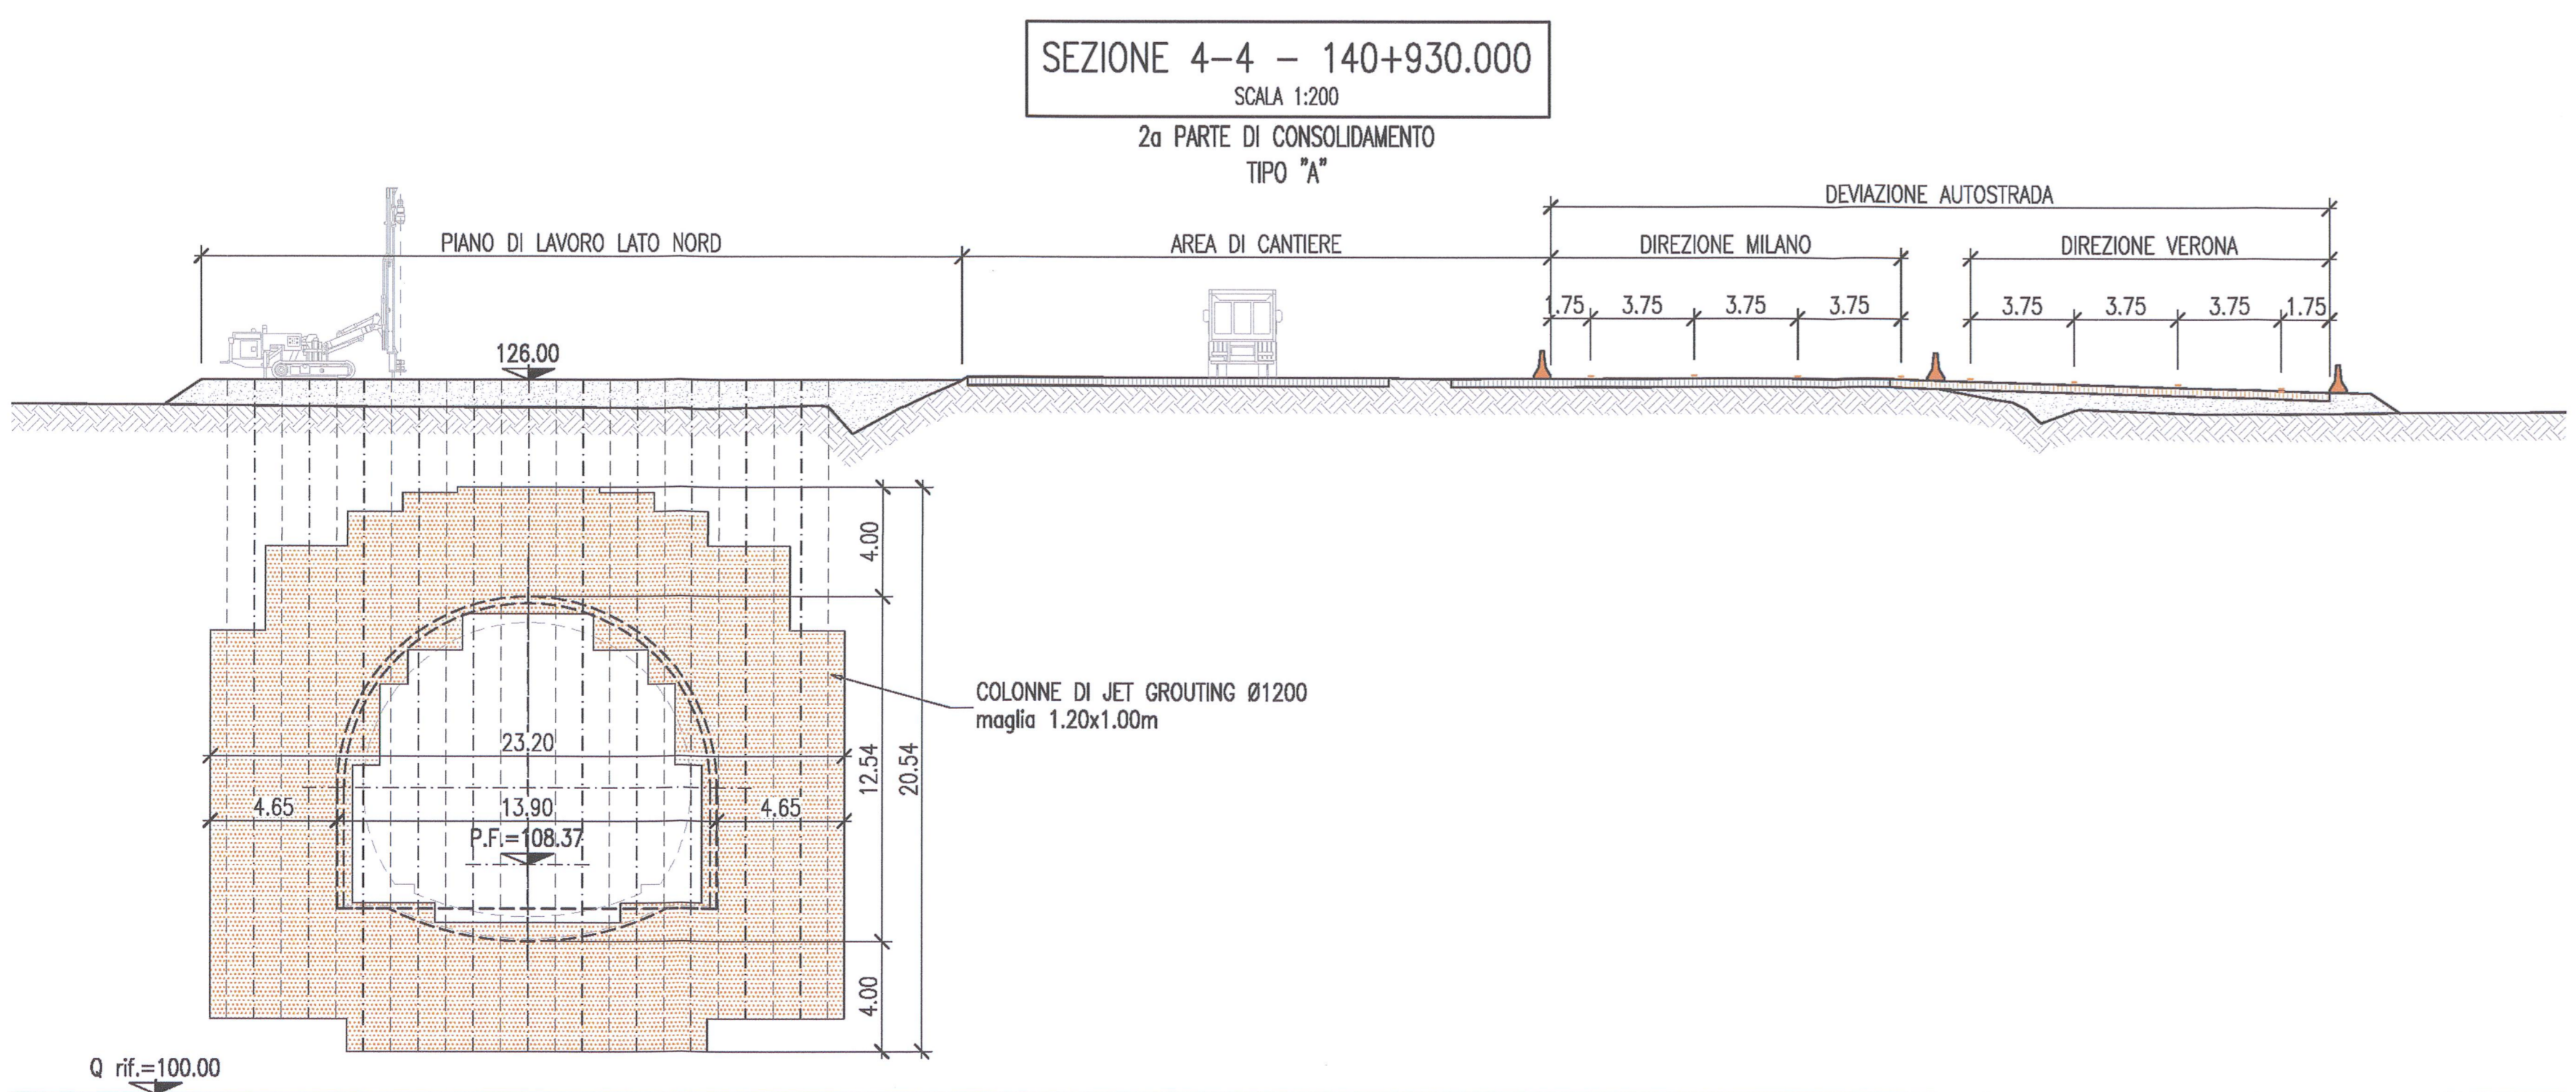 SEZIONE 4-4 - 140+930.000
SCALA 1:200
2a PARTE DI CONSOLIDAMENTO
TIPO "A"
DEVIAZIONE AUTOSTRADA
PIANO DI LAVORO LATO NORD
AREA DI CANTIERE
DIREZIONE MILANO
DIREZIONE VERONA
1.75 3.75 3.75 3.75
3.75 3.75 3.75 1.75
126.00
4.00
COLONNE DI JET GROUTING Ø1200
maglia 1.20x1.00m
23.20
12.54
20.54
4.65 13.90 4.65
P.F.=108.37
4.00
Q rif.=100.00